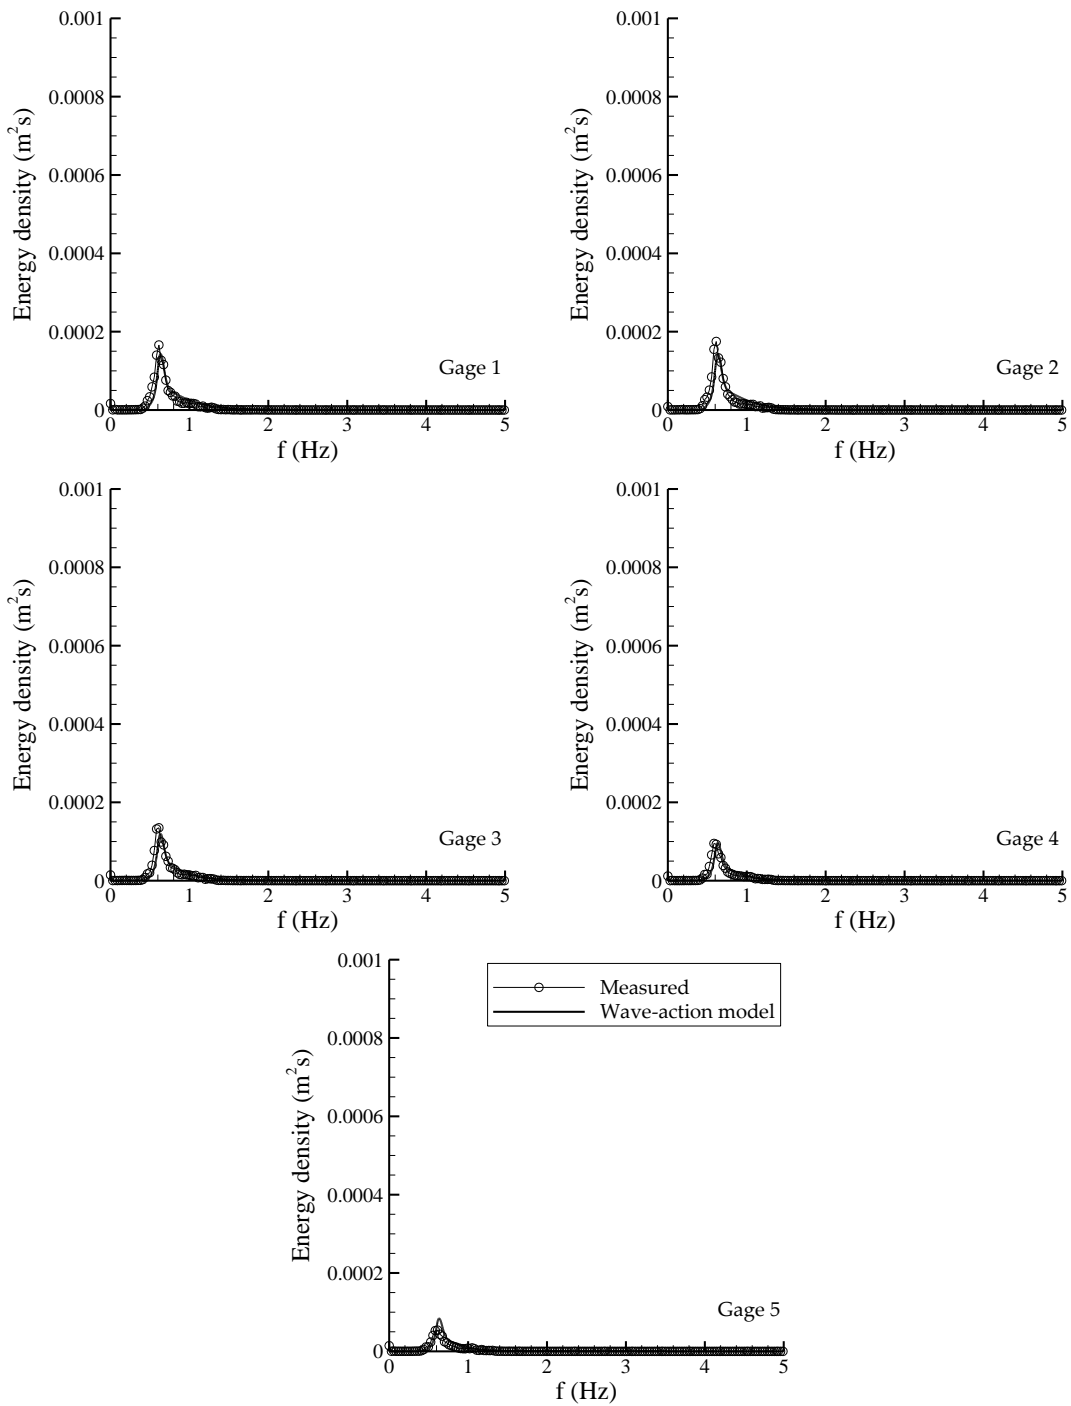 0.001
0.0008
0.0006
0.0004
0.0002
0
0 1 2 3 4 5
Energy density (m²s)
f (Hz)
Gage 1
0.001
0.0008
0.0006
0.0004
0.0002
0
0 1 2 3 4 5
Energy density (m²s)
f (Hz)
Gage 2
0.001
0.0008
0.0006
0.0004
0.0002
0
0 1 2 3 4 5
Energy density (m²s)
f (Hz)
Gage 3
0.001
0.0008
0.0006
0.0004
0.0002
0
0 1 2 3 4 5
Energy density (m²s)
f (Hz)
Gage 4
0.001
0.0008
0.0006
0.0004
0.0002
0
0 1 2 3 4 5
Energy density (m²s)
f (Hz)
Measured
Wave-action model
Gage 5